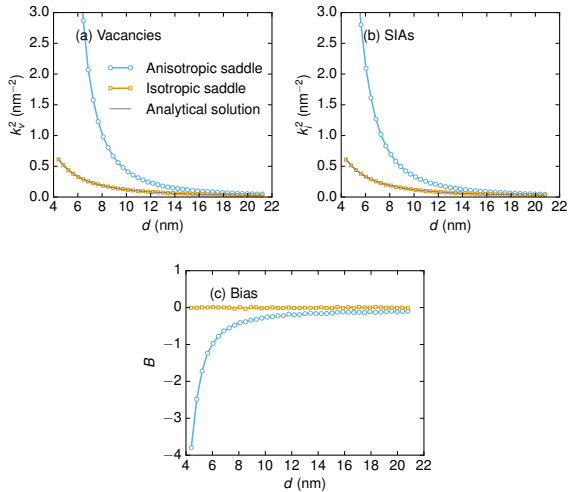 (a) Vacancies
Anisotropic saddle
Isotropic saddle
Analytical solution
k_v^2 (nm^−2)
3.0
2.5
2.0
1.5
1.0
0.5
0.0
4 6 8 10 12 14 16 18 20 22
d (nm)
(b) SIAs
k_i^2 (nm^−2)
3.0
2.5
2.0
1.5
1.0
0.5
0.0
4 6 8 10 12 14 16 18 20 22
d (nm)
(c) Bias
B
1
0
−1
−2
−3
−4
4 6 8 10 12 14 16 18 20 22
d (nm)